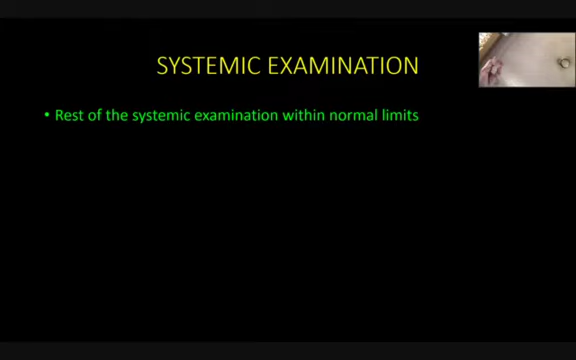 SYSTEMIC EXAMINATION
• Rest of the systemic examination within normal limits